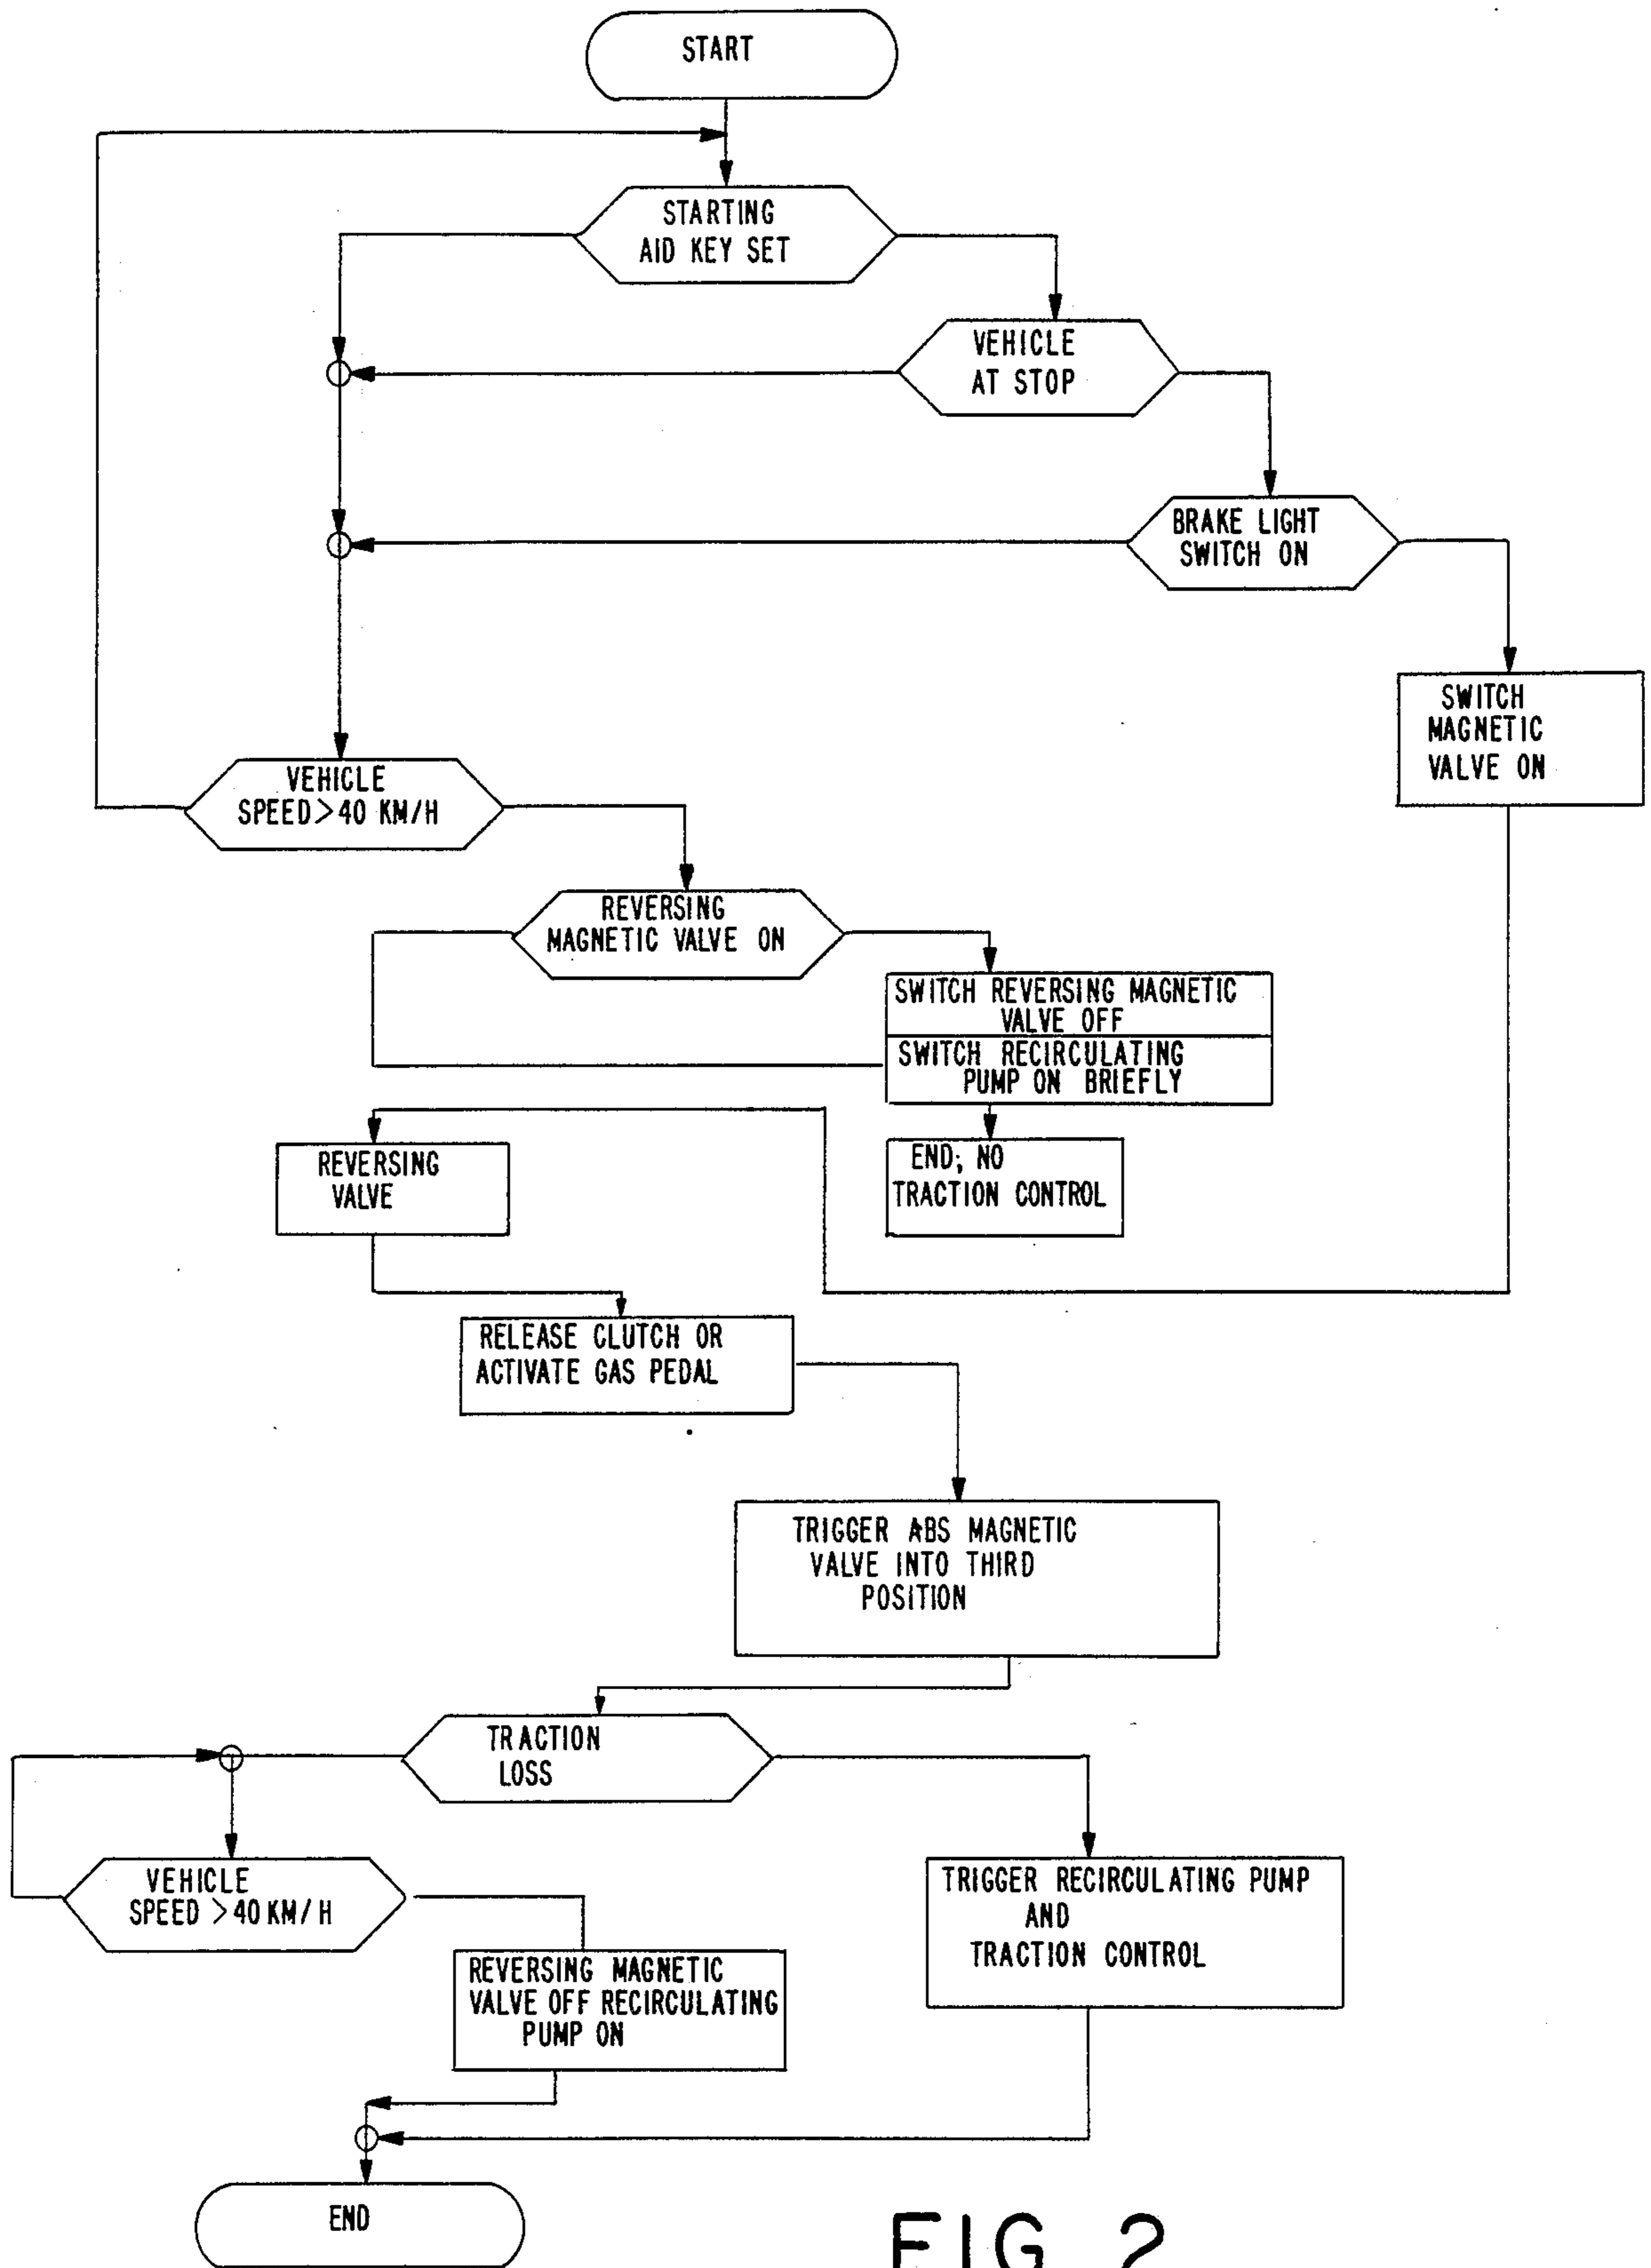 START
STARTING
AID KEY SET
VEHICLE
AT STOP
BRAKE LIGHT
SWITCH ON
SWITCH
MAGNETIC
VALVE ON
VEHICLE
SPEED>40 KM/H
REVERSING
MAGNETIC VALVE ON
SWITCH REVERSING MAGNETIC
VALVE OFF
SWITCH RECIRCULATING
PUMP ON BRIEFLY
REVERSING
VALVE
END; NO
TRACTION CONTROL
RELEASE CLUTCH OR
ACTIVATE GAS PEDAL
TRIGGER ABS MAGNETIC
VALVE INTO THIRD
POSITION
TRACTION
LOSS
VEHICLE
SPEED >40 KM/H
TRIGGER RECIRCULATING PUMP
AND
TRACTION CONTROL
REVERSING MAGNETIC
VALVE OFF RECIRCULATING
PUMP ON
END
FIG. 2